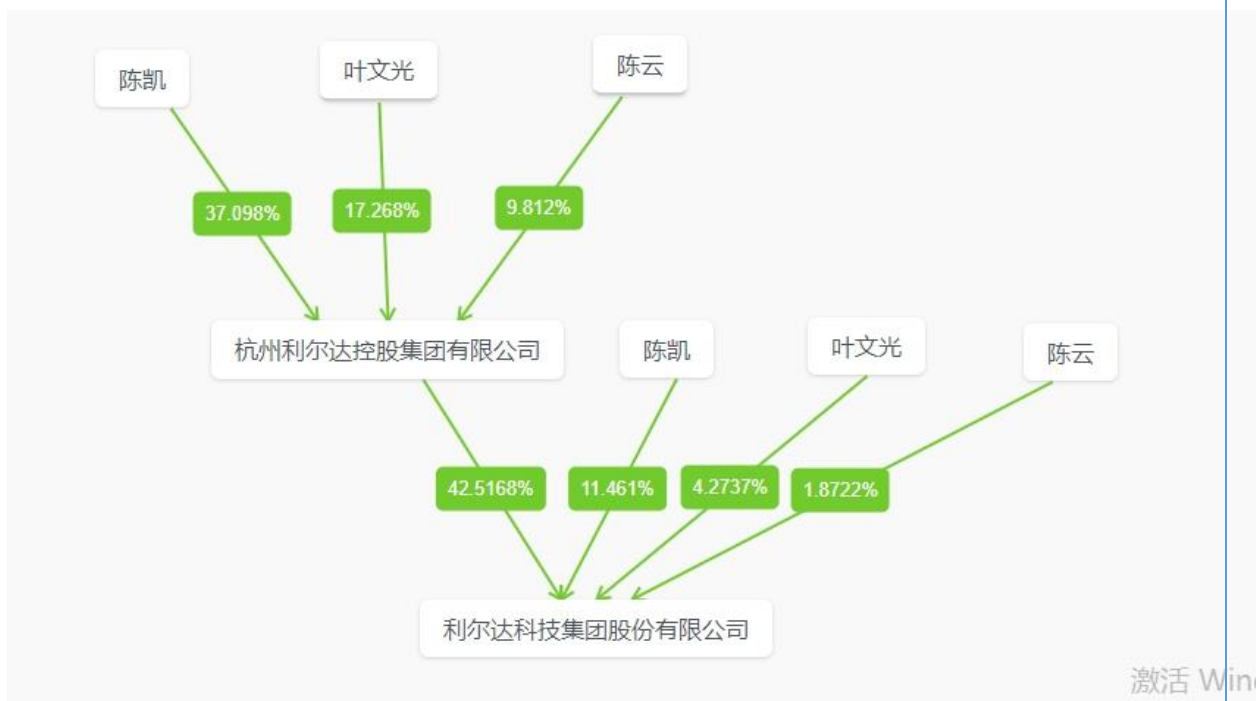 陈凯
叶文光
陈云
37.098%
17.268%
9.812%
杭州利尔达控股集团有限公司
陈凯
叶文光
陈云
42.5168%
11.461%
4.2737%
1.8722%
利尔达科技集团股份有限公司
激活 Win